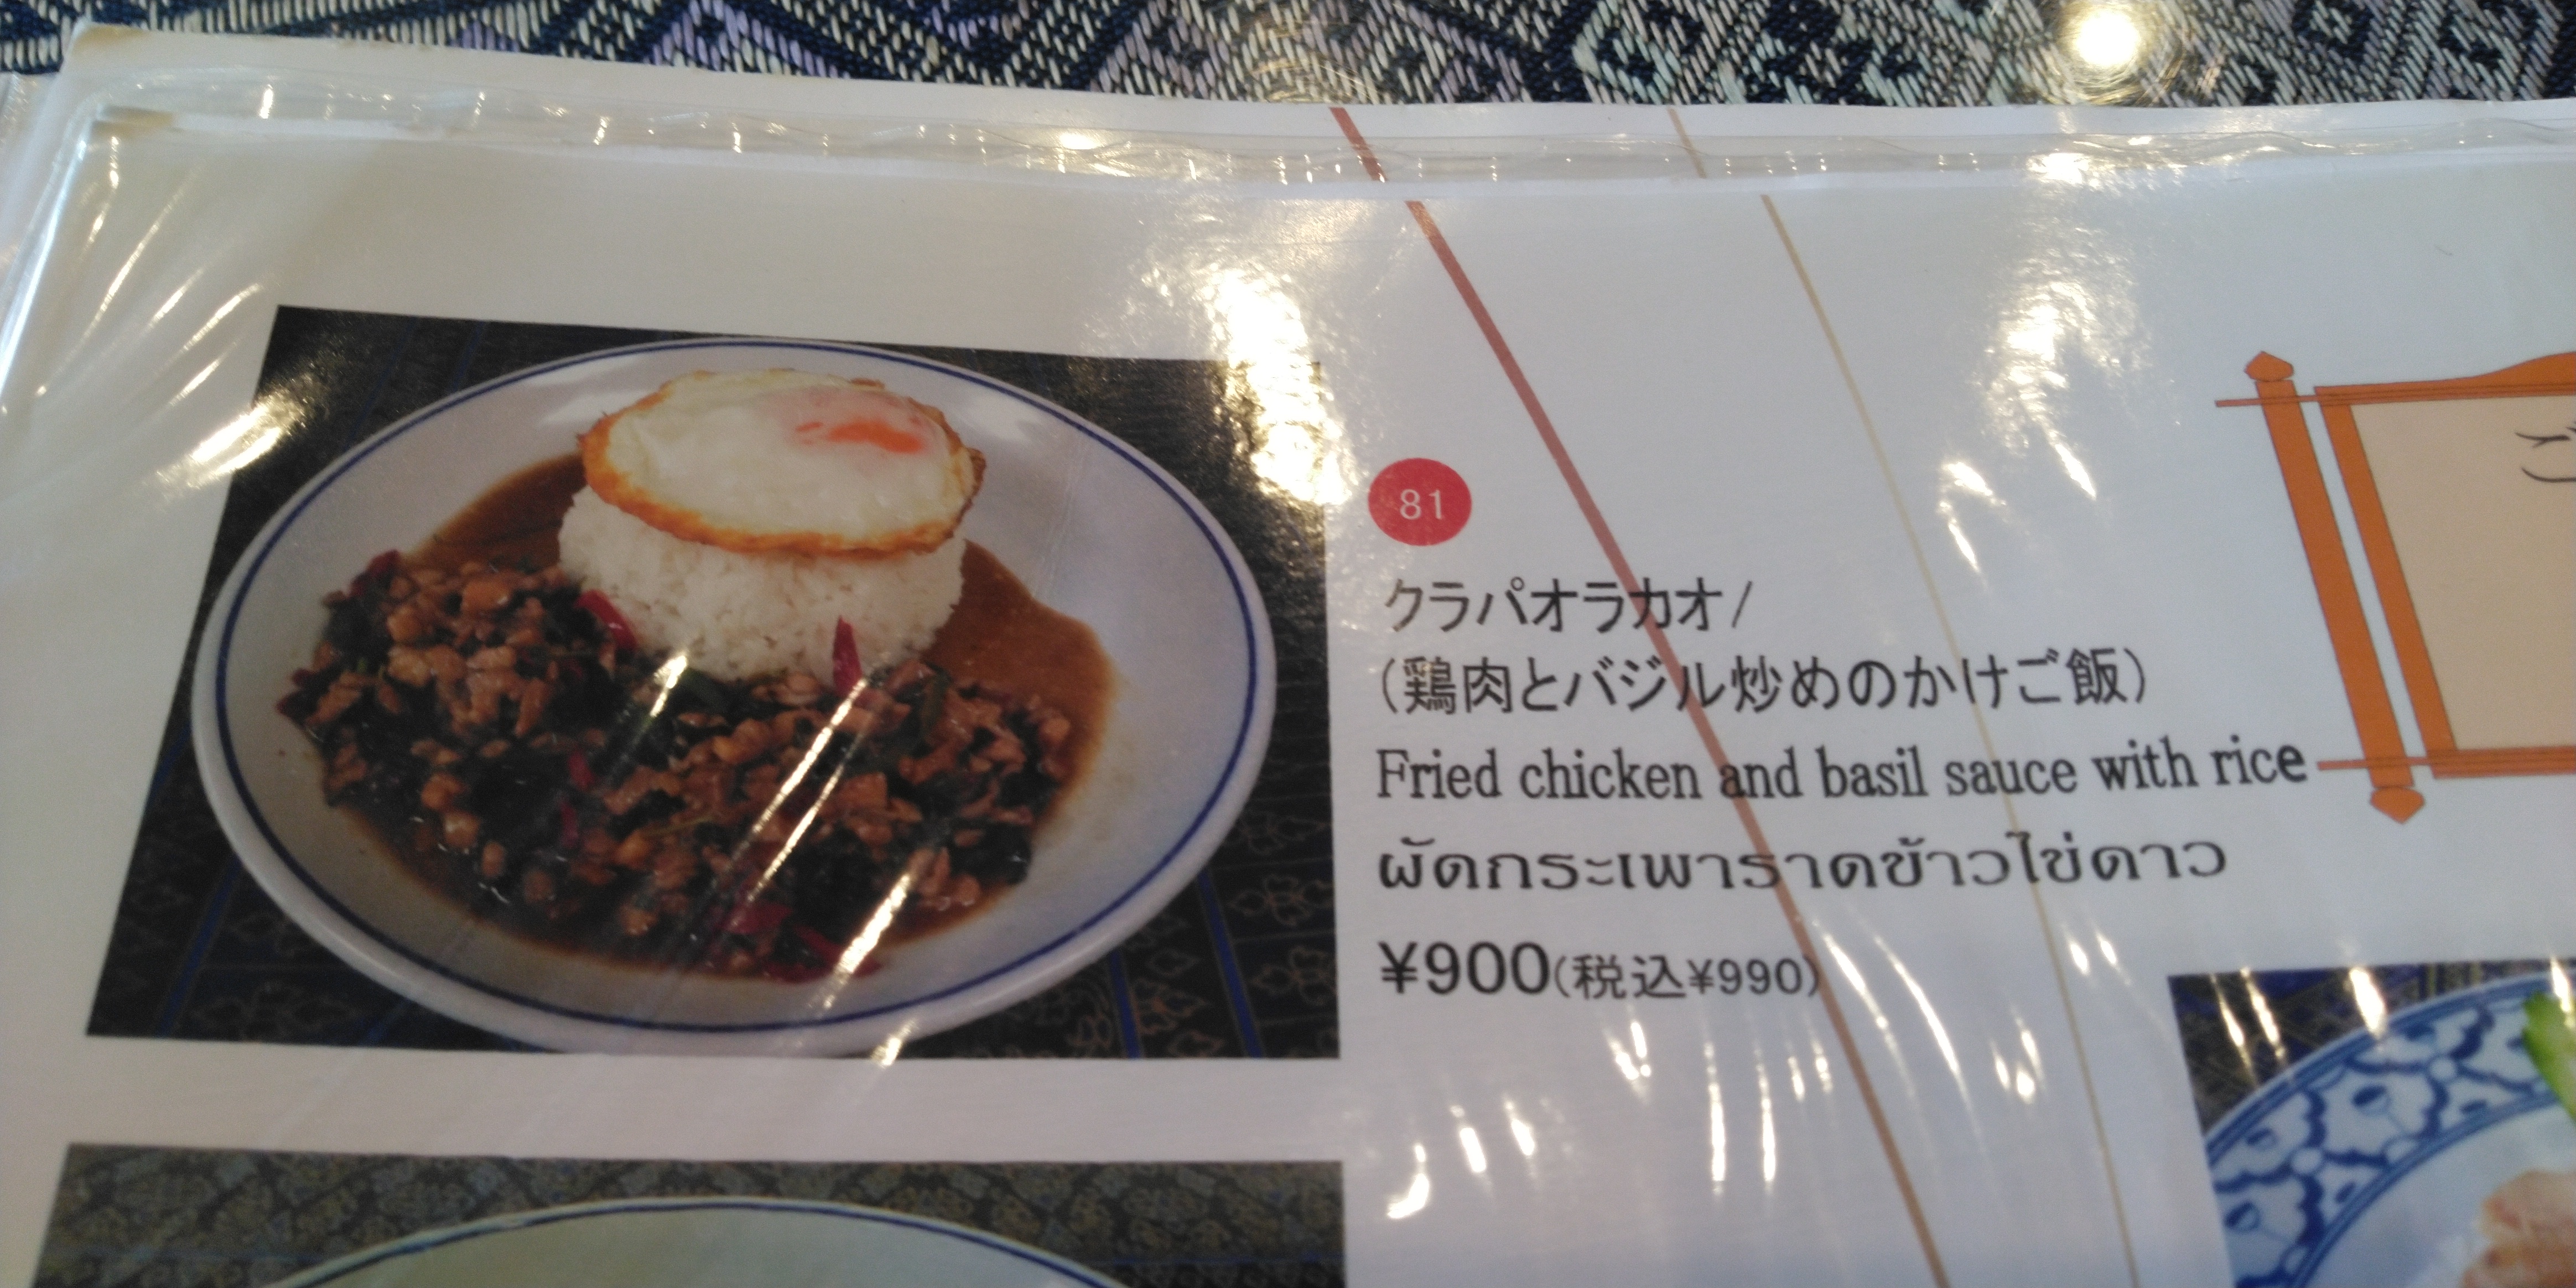 81
クラパオラカオ/
(鶏肉とバジル炒めのかけご飯)
Fried chicken and basil sauce with rice
ผัดกระเพาราดข้าวไข่ดาว
¥900(税込¥990)
ご